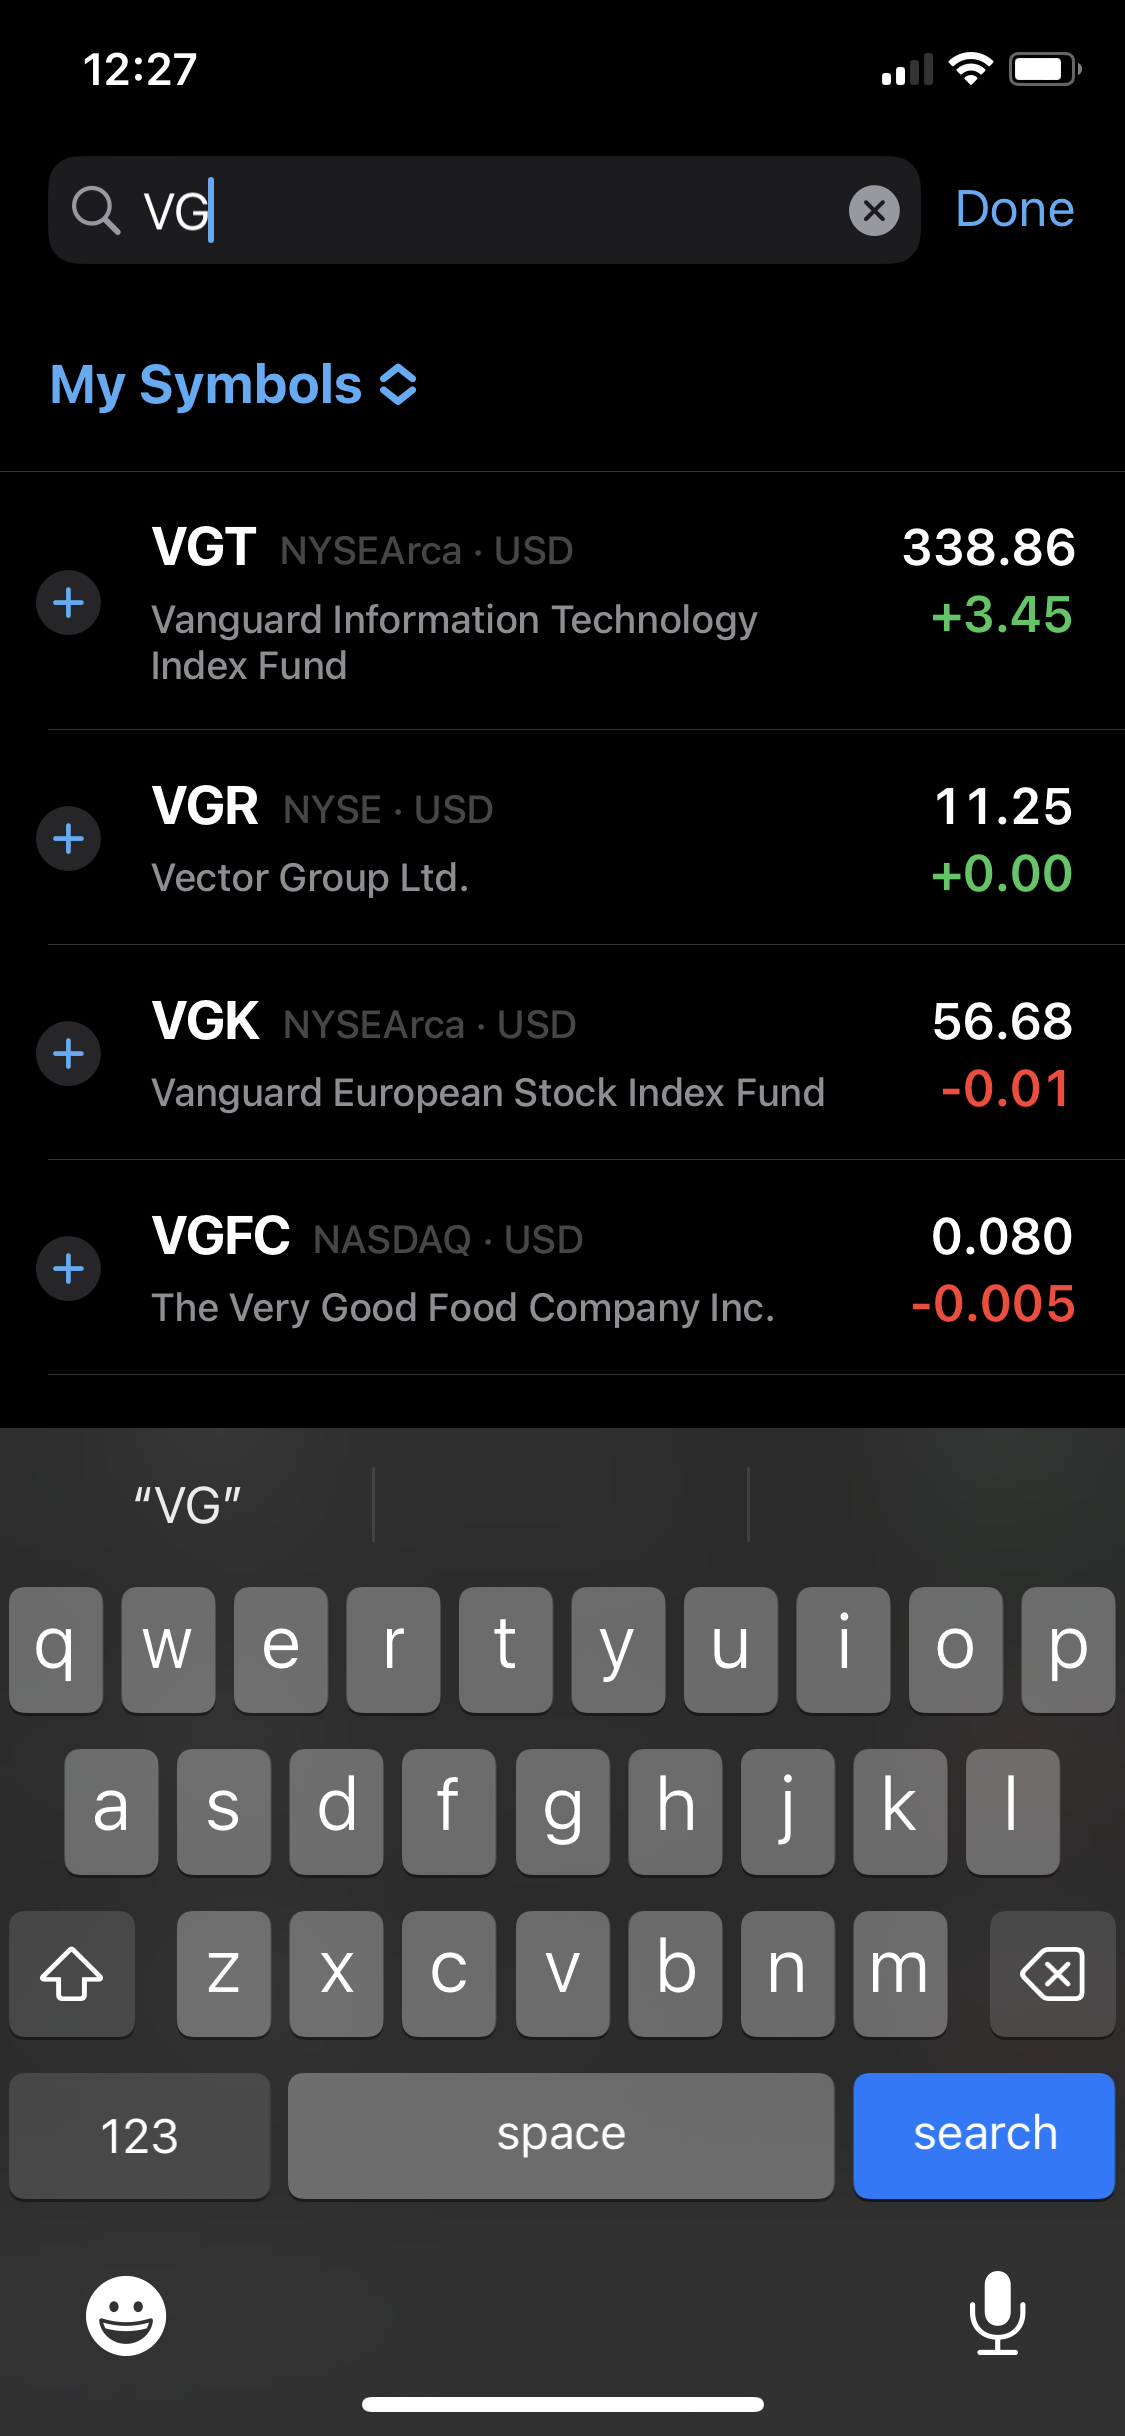 12:27
VG
Done
My Symbols
VGT NYSEArca · USD 338.86
Vanguard Information Technology +3.45
Index Fund
VGR NYSE · USD 11.25
Vector Group Ltd. +0.00
VGK NYSEArca · USD 56.68
Vanguard European Stock Index Fund -0.01
VGFC NASDAQ · USD 0.080
The Very Good Food Company Inc. -0.005
“VG”
q w e r t y u i o p
a s d f g h j k l
z x c v b n m
123 space search